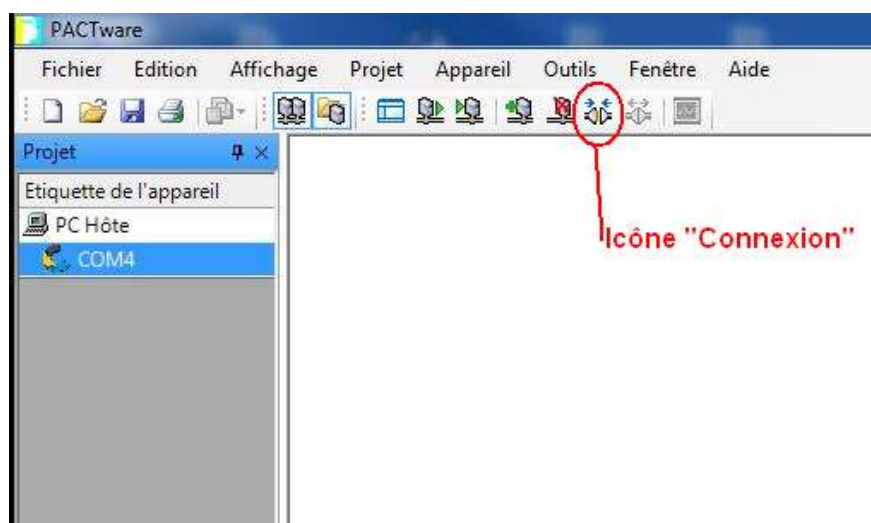 PACTware
Fichier Edition Affichage Projet Appareil Outils Fenêtre Aide
Projet
Etiquette de l'appareil
PC Hôte
COM4
Icône "Connexion"